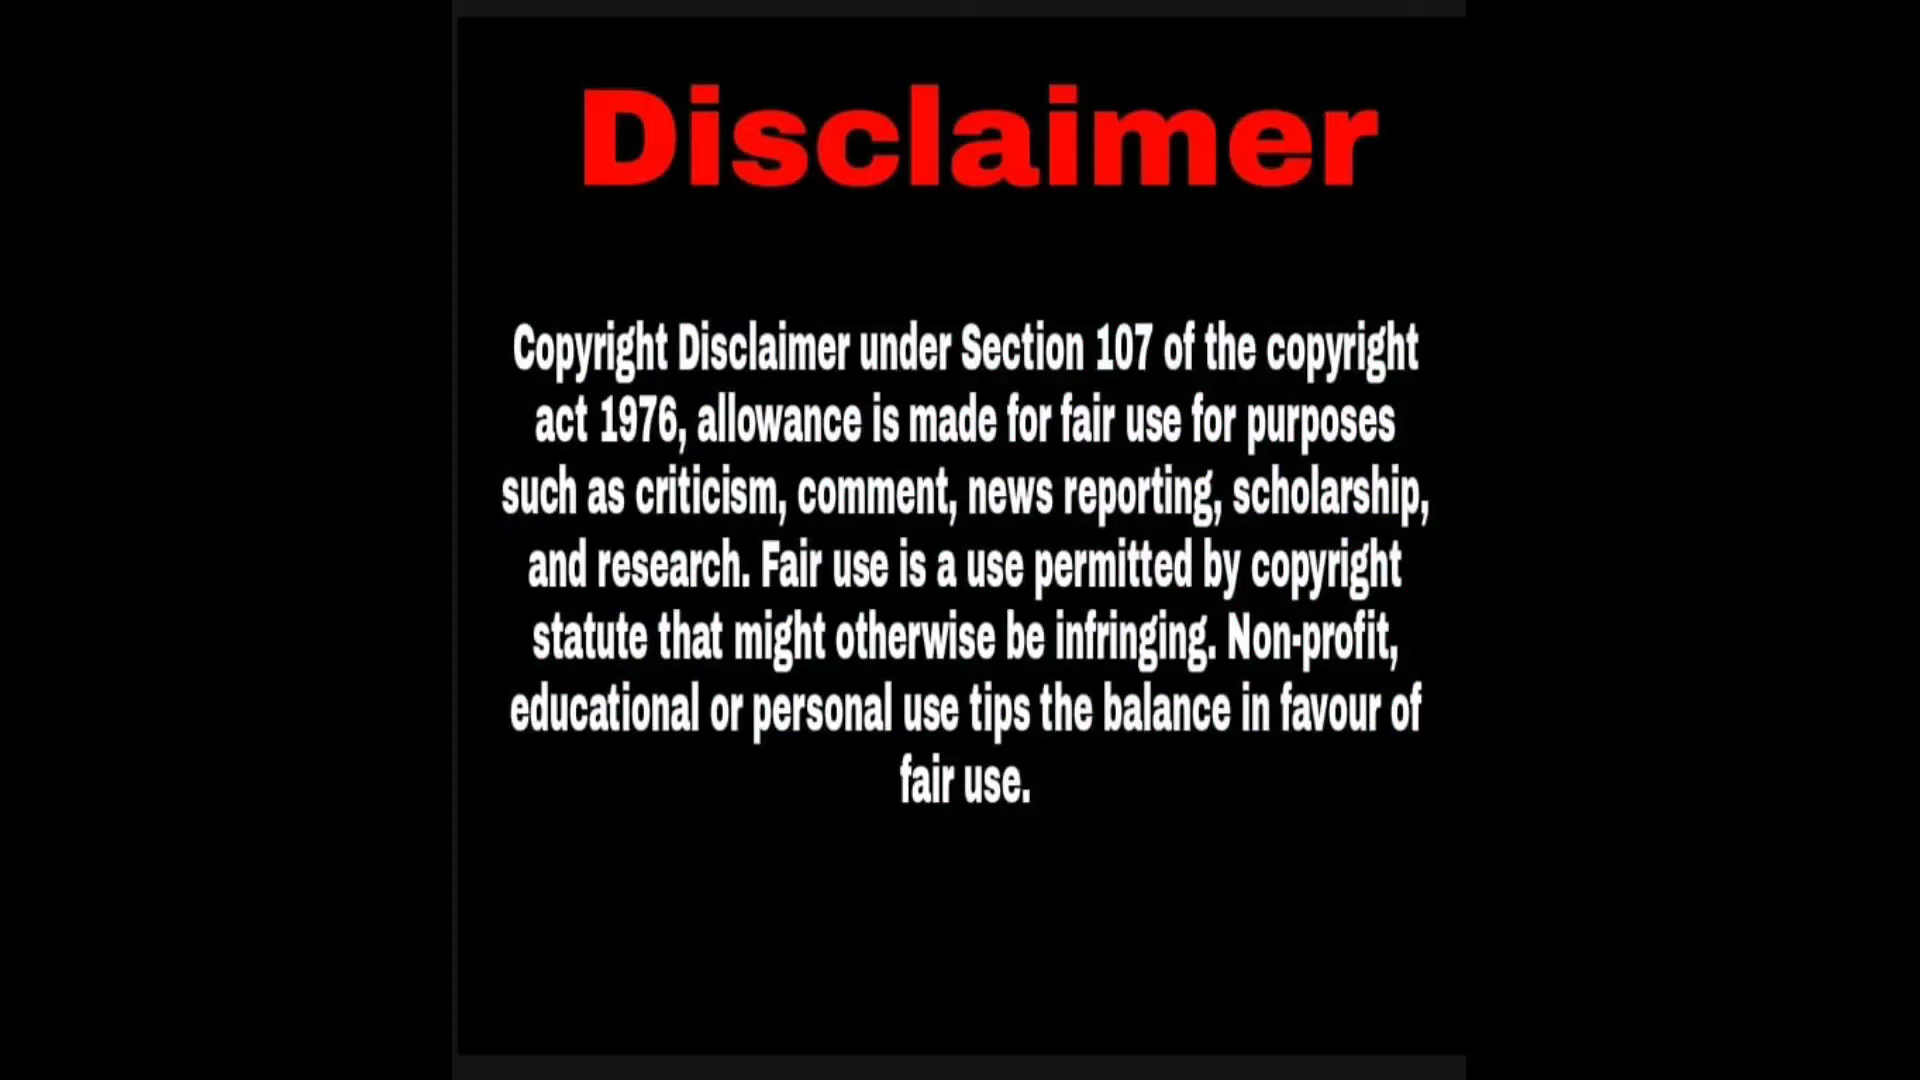 Disclaimer
Copyright Disclaimer under Section 107 of the copyright
act 1976, allowance is made for fair use for purposes
such as criticism, comment, news reporting, scholarship,
and research. Fair use is a use permitted by copyright
statute that might otherwise be infringing. Non-profit,
educational or personal use tips the balance in favour of
fair use.